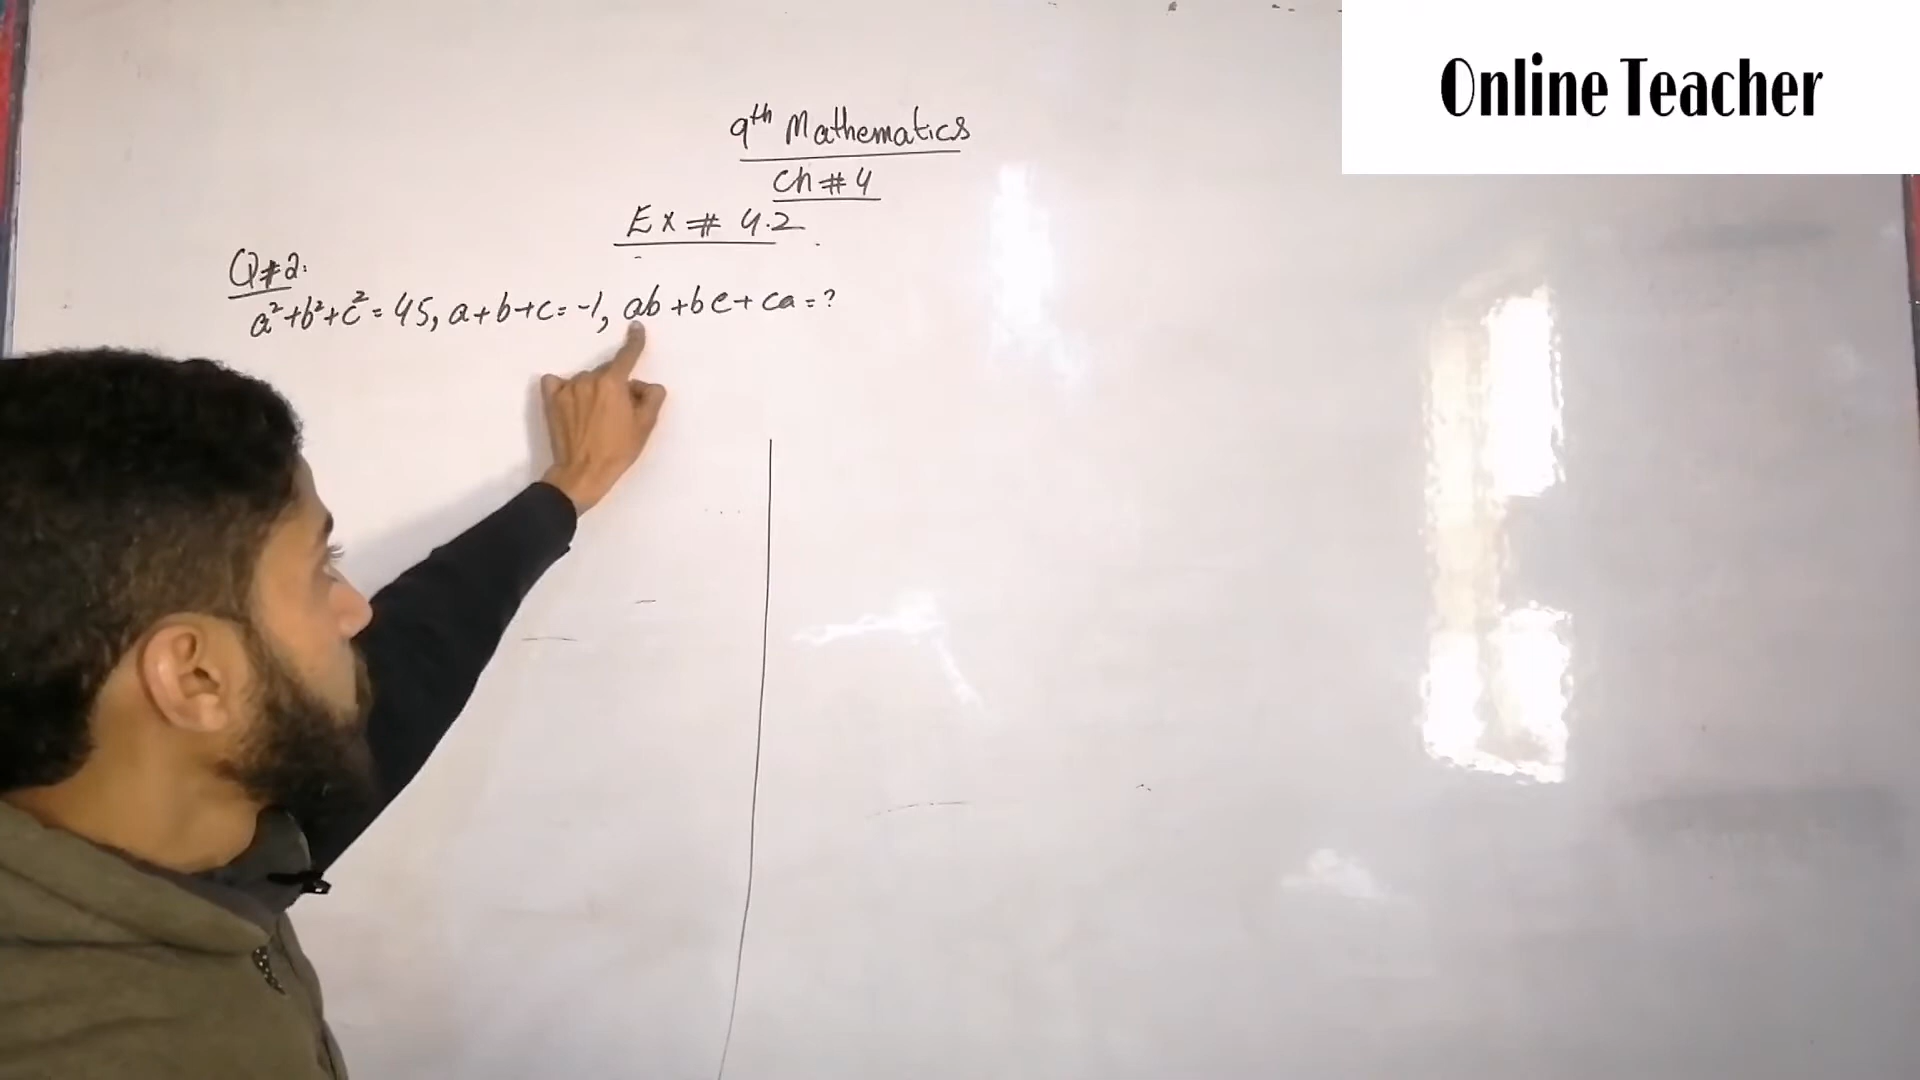 Online Teacher
9th Mathematics
Ch # 4
Ex # 4.2
Q#2:
a²+b²+c²=45, a+b+c=-1, ab+bc+ca=?